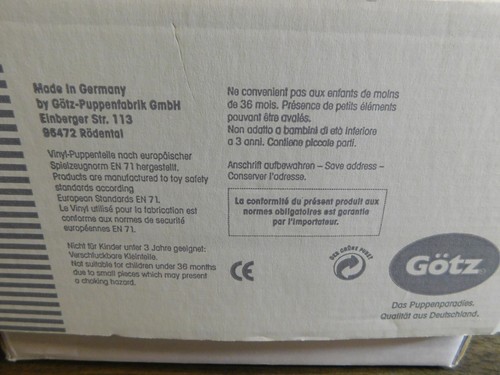 Made in Germany
by Götz-Puppenfabrik GmbH
Einberger Str. 113
96472 Rödental
Vinyl-Puppenteile nach europäischer
Spielzeugnorm EN 71 hergestellt.
Products are manufactured to toy safety
standards according
European Standards EN 71.
Le Vinyl utilisé pour la fabrication est
conforme aux normes de securité
européennes EN 71.
Nicht für Kinder unter 3 Jahre geeignet:
Verschluckbare Kleinteile.
Not suitable for children under 36 months
due to small pieces which may present
a choking hazard.
Ne convenient pas aux enfants de moins
de 36 mois. Présence de petits éléments
pouvant être avalés.
Non adatto a bambini di età inferiore
a 3 anni. Contiene piccole parti.
Anschrift aufbewahren – Save address –
Conserver l'adresse.
La conformité du présent produit aux
normes obligatoires est garantie
par l'importateur.
CE
DER GRÜNE PUNKT
Götz
Das Puppenparadies.
Qualität aus Deutschland.